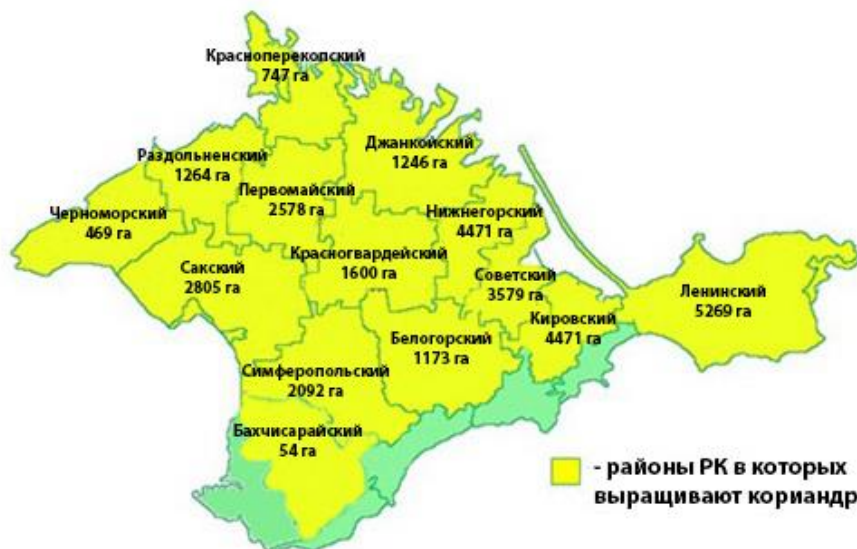 Красноперекопский
747 га
Джанкойский
1246 га
Раздольненский
1264 га
Первомайский
2578 га
Черноморский
469 га
Нижнегорский
4471 га
Красногвардейский
1600 га
Сакский
2805 га
Советский
3579 га
Ленинский
5269 га
Кировский
4471 га
Белогорский
1173 га
Симферопольский
2092 га
Бахчисарайский
54 га
- районы РК в которых
выращивают кориандр